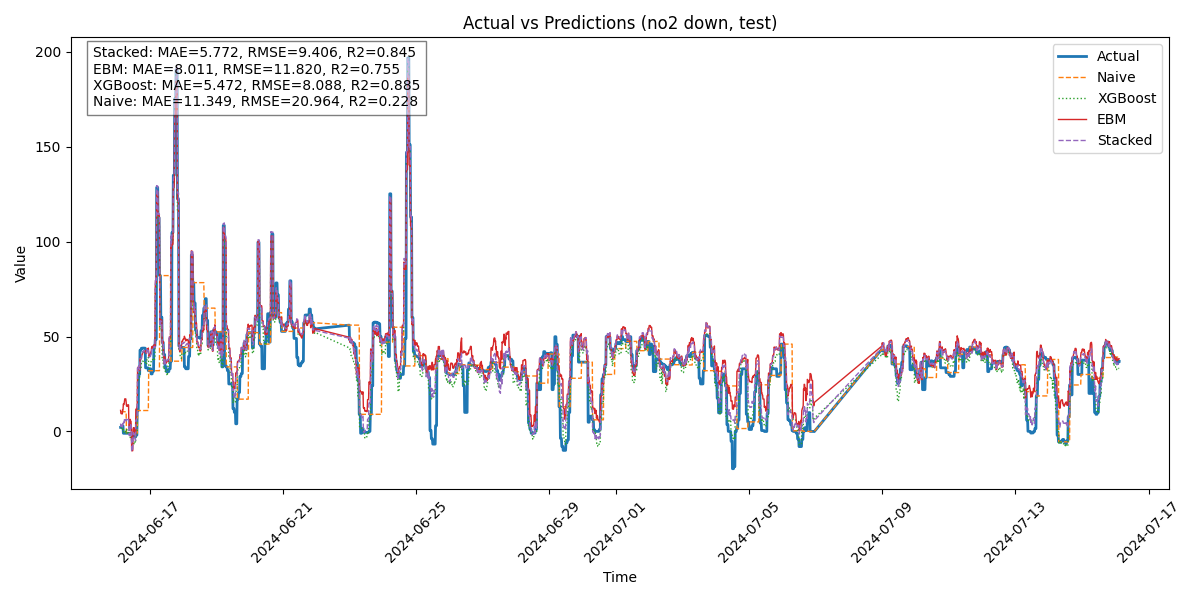 Actual vs Predictions (no2 down, test)
Stacked: MAE=5.772, RMSE=9.406, R2=0.845
EBM: MAE=8.011, RMSE=11.820, R2=0.755
XGBoost: MAE=5.472, RMSE=8.088, R2=0.885
Naive: MAE=11.349, RMSE=20.964, R2=0.228
Actual
Naive
XGBoost
EBM
Stacked
Value
200
150
100
50
0
2024-06-17
2024-06-21
2024-06-25
2024-06-29
2024-07-01
2024-07-05
2024-07-09
2024-07-13
2024-07-17
Time